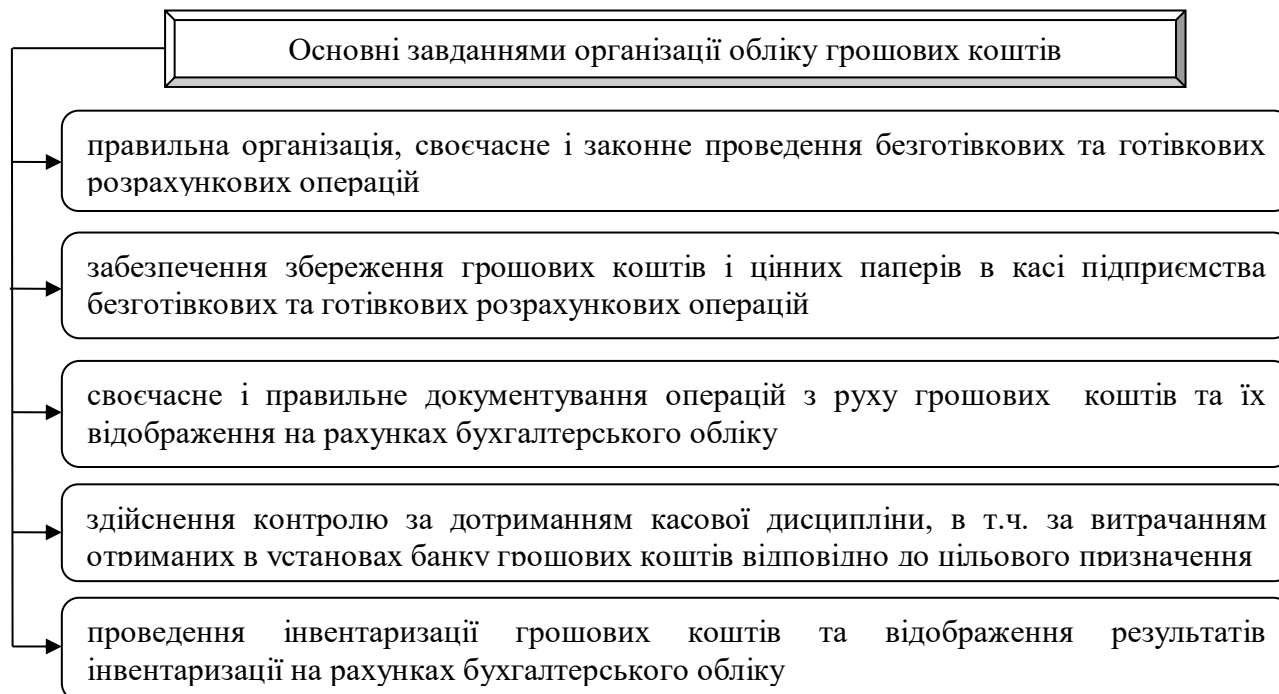 Основні завданнями організації обліку грошових коштів
правильна організація, своєчасне і законне проведення безготівкових та готівкових
розрахункових операцій
забезпечення збереження грошових коштів і цінних паперів в касі підприємства
безготівкових та готівкових розрахункових операцій
своєчасне і правильне документування операцій з руху грошових коштів та їх
відображення на рахунках бухгалтерського обліку
здійснення контролю за дотриманням касової дисципліни, в т.ч. за витрачанням
отриманих в установах банку грошових коштів відповідно до цільового призначення
проведення інвентаризації грошових коштів та відображення результатів
інвентаризації на рахунках бухгалтерського обліку